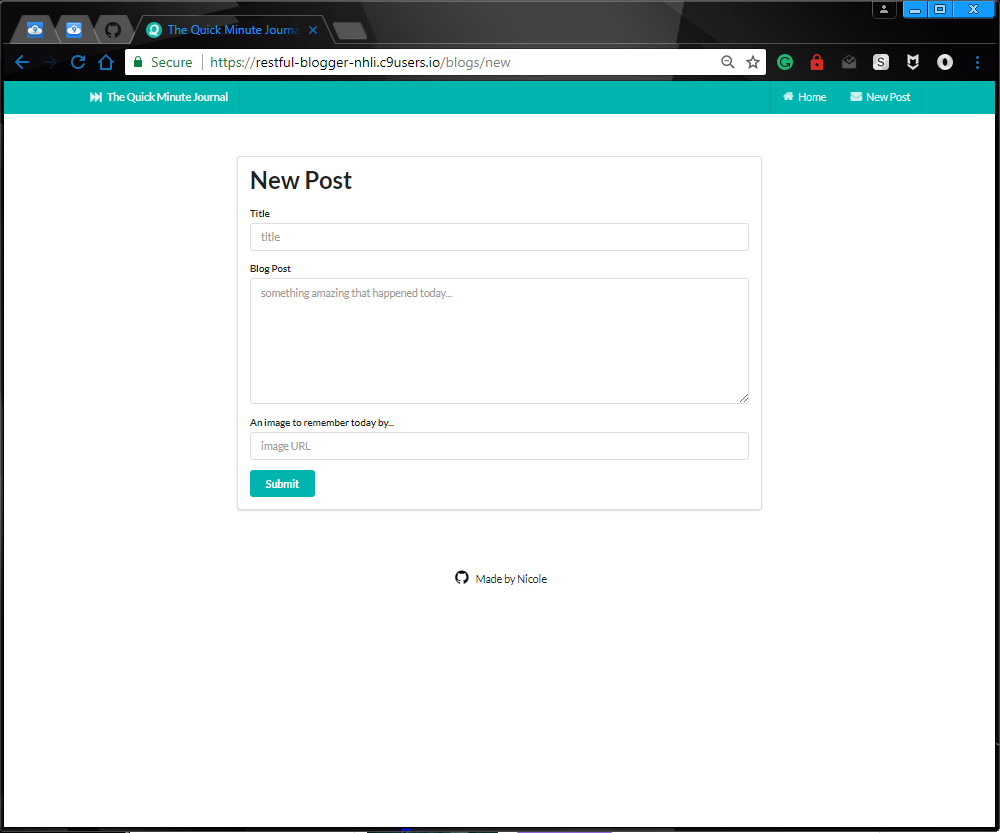 The Quick Minute Journa
Secure
https://restful-blogger-nhli.c9users.io/blogs/new
The Quick Minute Journal
Home
New Post
New Post
Title
title
Blog Post
something amazing that happened today...
An image to remember today by...
image URL
Submit
Made by Nicole